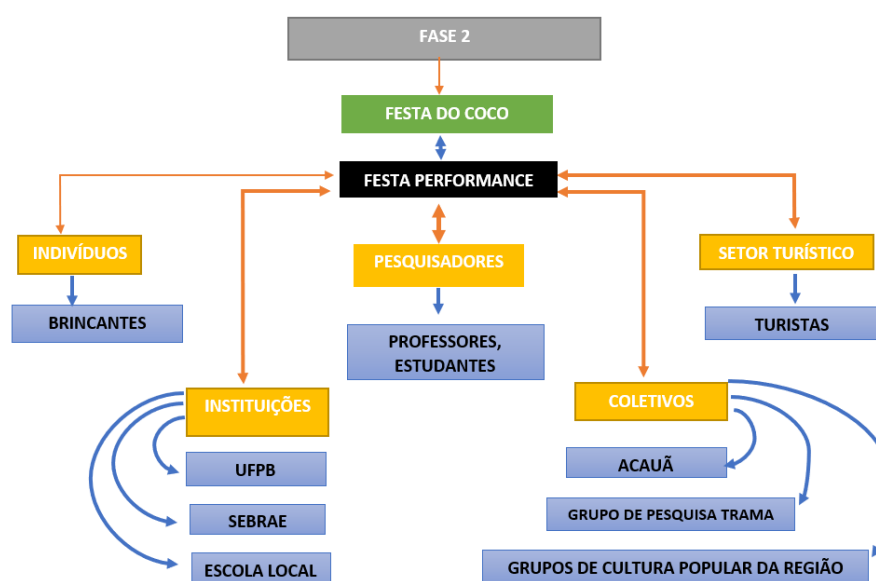 FASE 2
FESTA DO COCO
FESTA PERFORMANCE
INDIVÍDUOS
PESQUISADORES
SETOR TURÍSTICO
BRINCANTES
PROFESSORES,
ESTUDANTES
TURISTAS
INSTITUIÇÕES
COLETIVOS
UFPB
ACAUÃ
SEBRAE
GRUPO DE PESQUISA TRAMA
ESCOLA LOCAL
GRUPOS DE CULTURA POPULAR DA REGIÃO